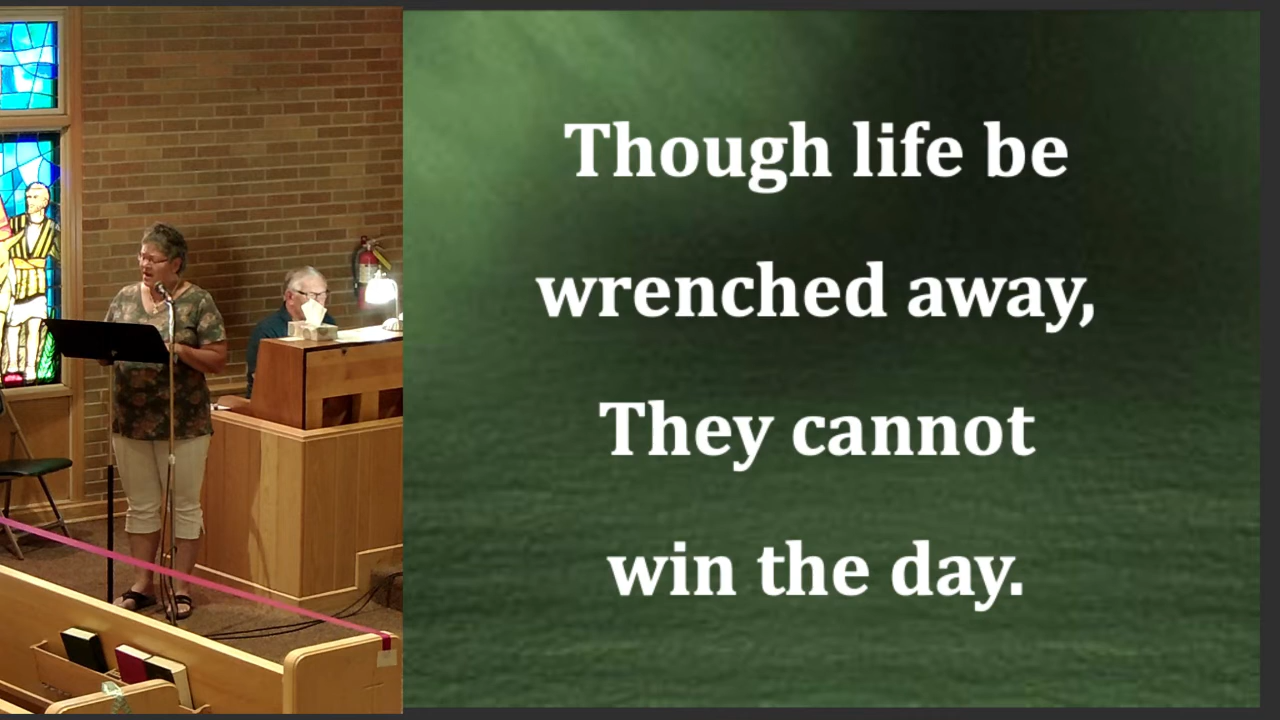 Though life be
wrenched away,
They cannot
win the day.